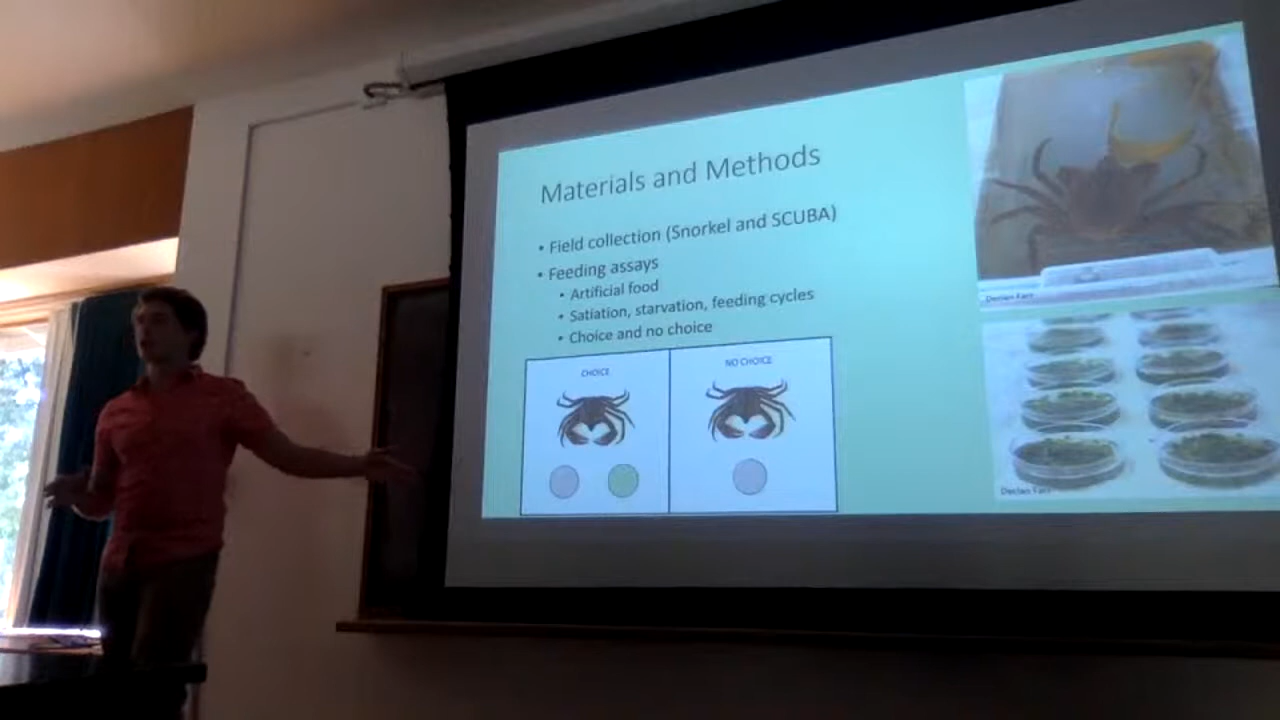 Materials and Methods
• Field collection (Snorkel and SCUBA)
• Feeding assays
• Artificial food
• Satiation, starvation, feeding cycles
• Choice and no choice
CHOICE
NO CHOICE
Declan Farr
Declan Farr